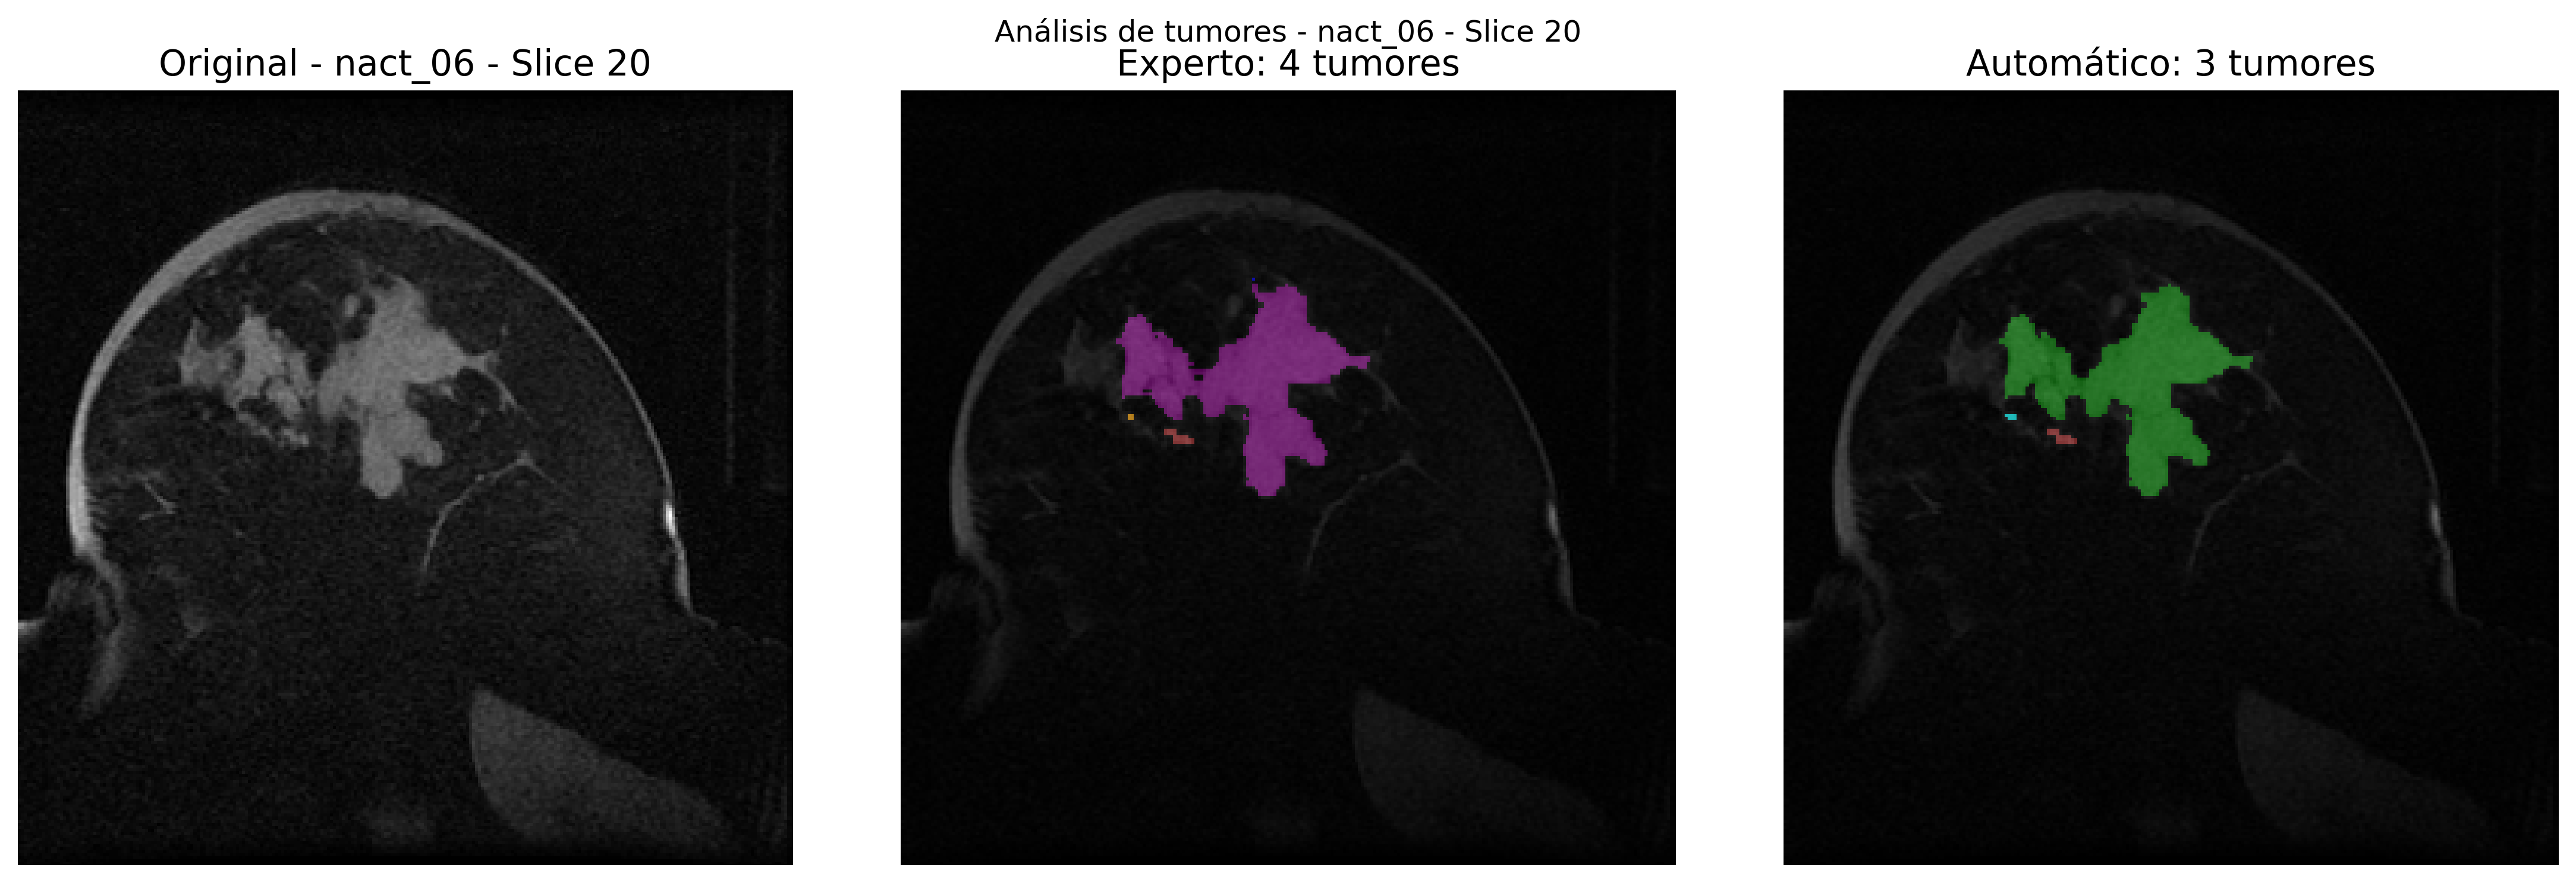 Análisis de tumores - nact_06 - Slice 20
Original - nact_06 - Slice 20
Experto: 4 tumores
Automático: 3 tumores